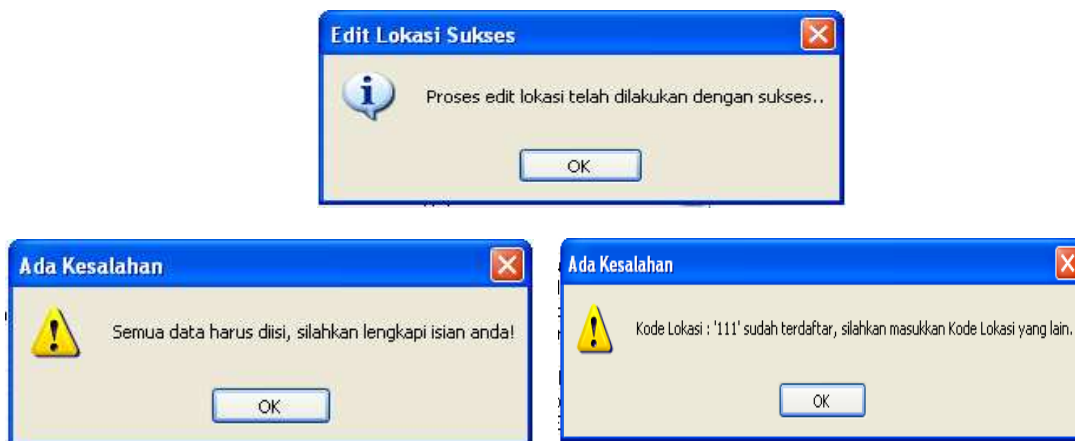 Edit Lokasi Sukses
Proses edit lokasi telah dilakukan dengan sukses..
OK
Ada Kesalahan
Semua data harus diisi, silahkan lengkapi isian anda!
OK
Ada Kesalahan
Kode Lokasi : '111' sudah terdaftar, silahkan masukkan Kode Lokasi yang lain.
OK